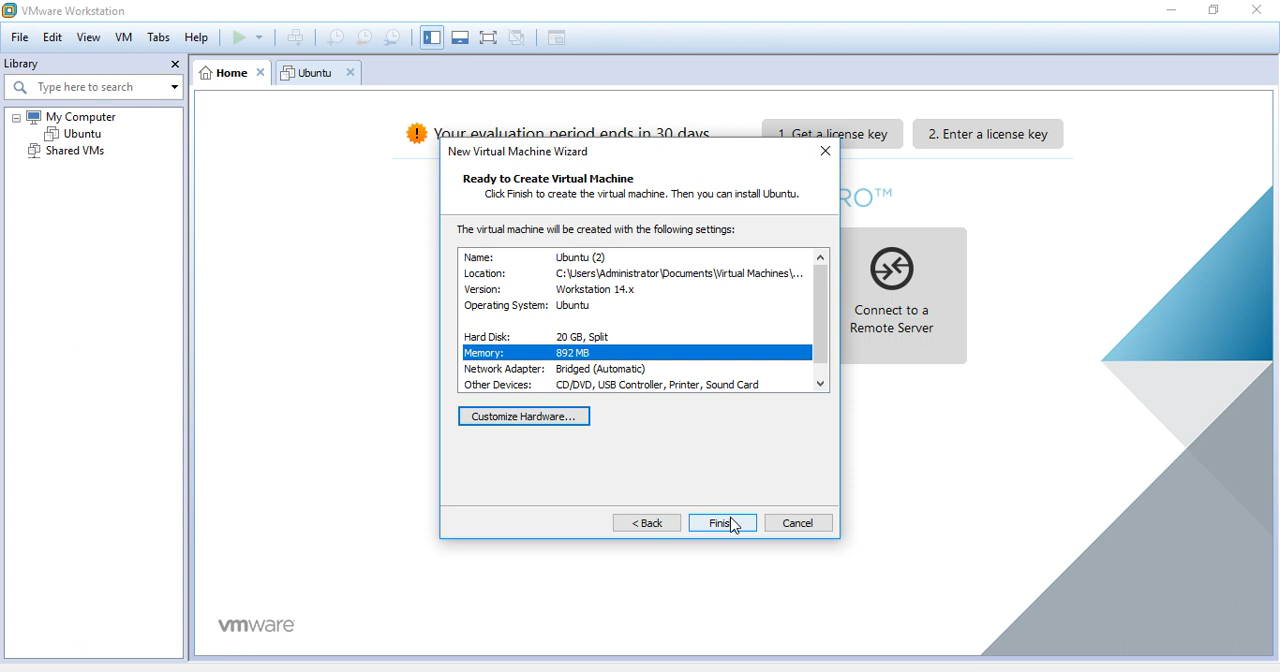 VMware Workstation
File Edit View VM Tabs Help
Library
Type here to search
Home
Ubuntu
My Computer
Ubuntu
Shared VMs
Your evaluation period ends in 30 days
1. Get a license key
2. Enter a license key
New Virtual Machine Wizard
Ready to Create Virtual Machine
Click Finish to create the virtual machine. Then you can install Ubuntu.
RO™
The virtual machine will be created with the following settings:
Name: Ubuntu (2)
Location: C:\Users\Administrator\Documents\Virtual Machines\...
Version: Workstation 14.x
Operating System: Ubuntu
Hard Disk: 20 GB, Split
Memory: 892 MB
Network Adapter: Bridged (Automatic)
Other Devices: CD/DVD, USB Controller, Printer, Sound Card
Connect to a
Remote Server
Customize Hardware...
< Back
Finish
Cancel
vmware